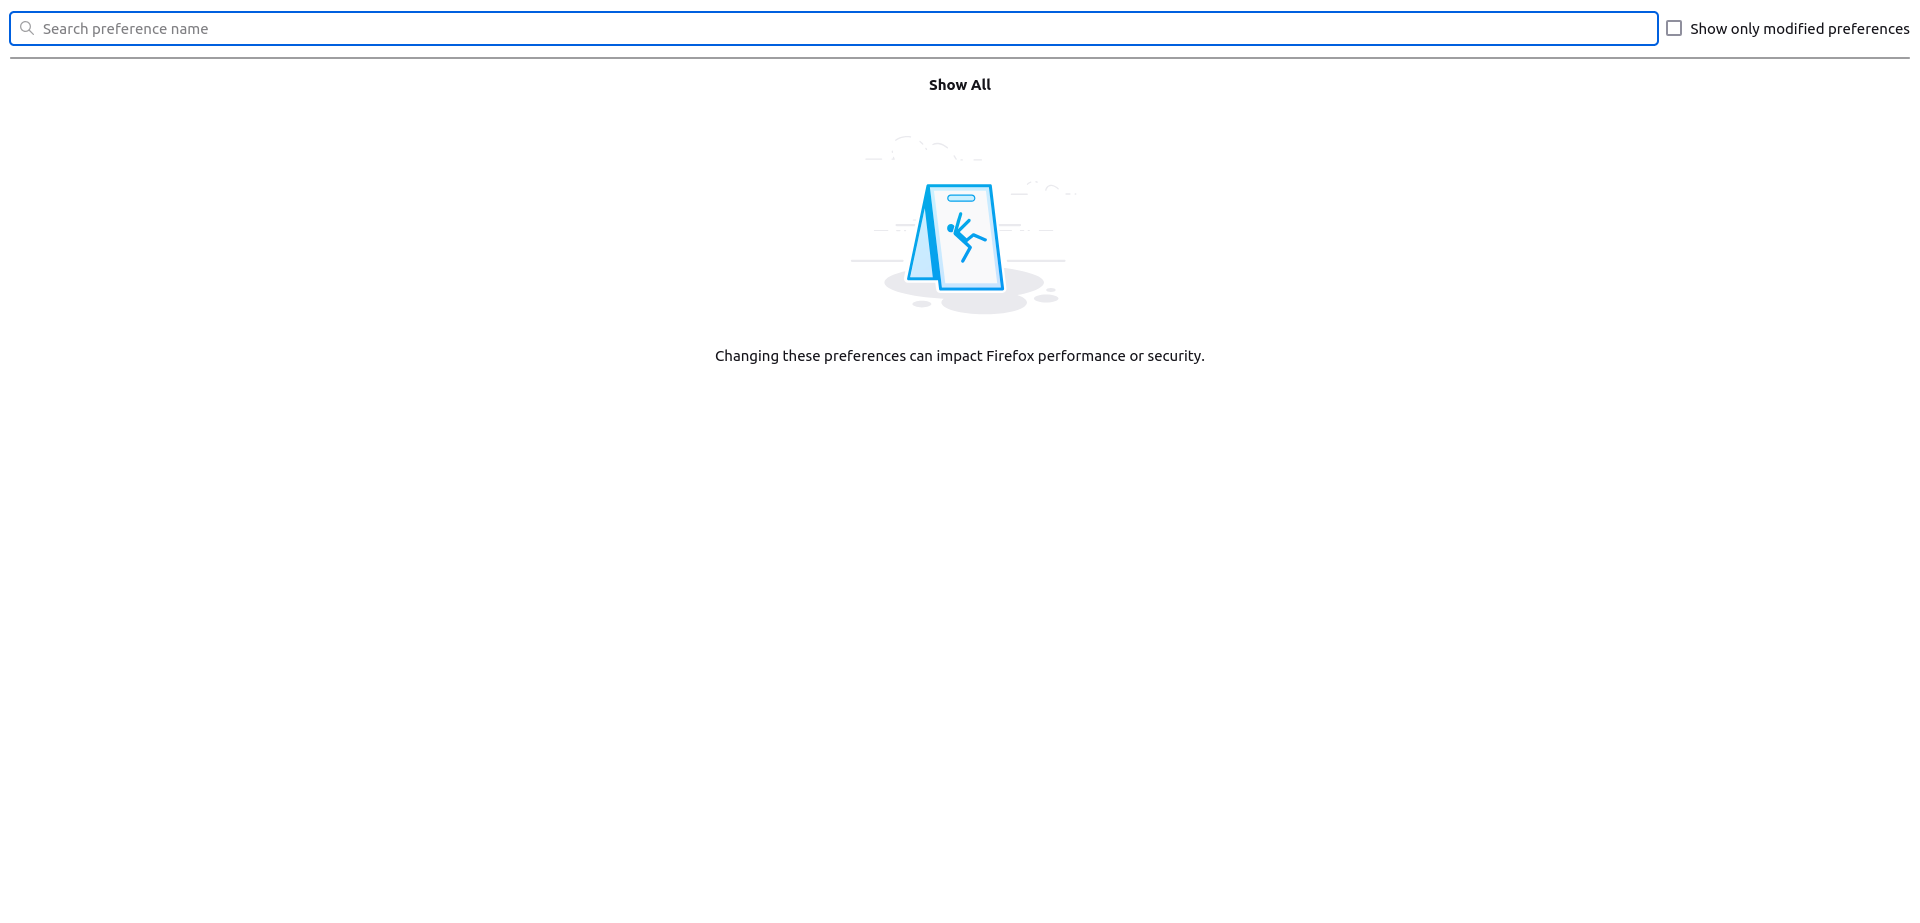 Search preference name
Show only modified preferences
Show All
Changing these preferences can impact Firefox performance or security.